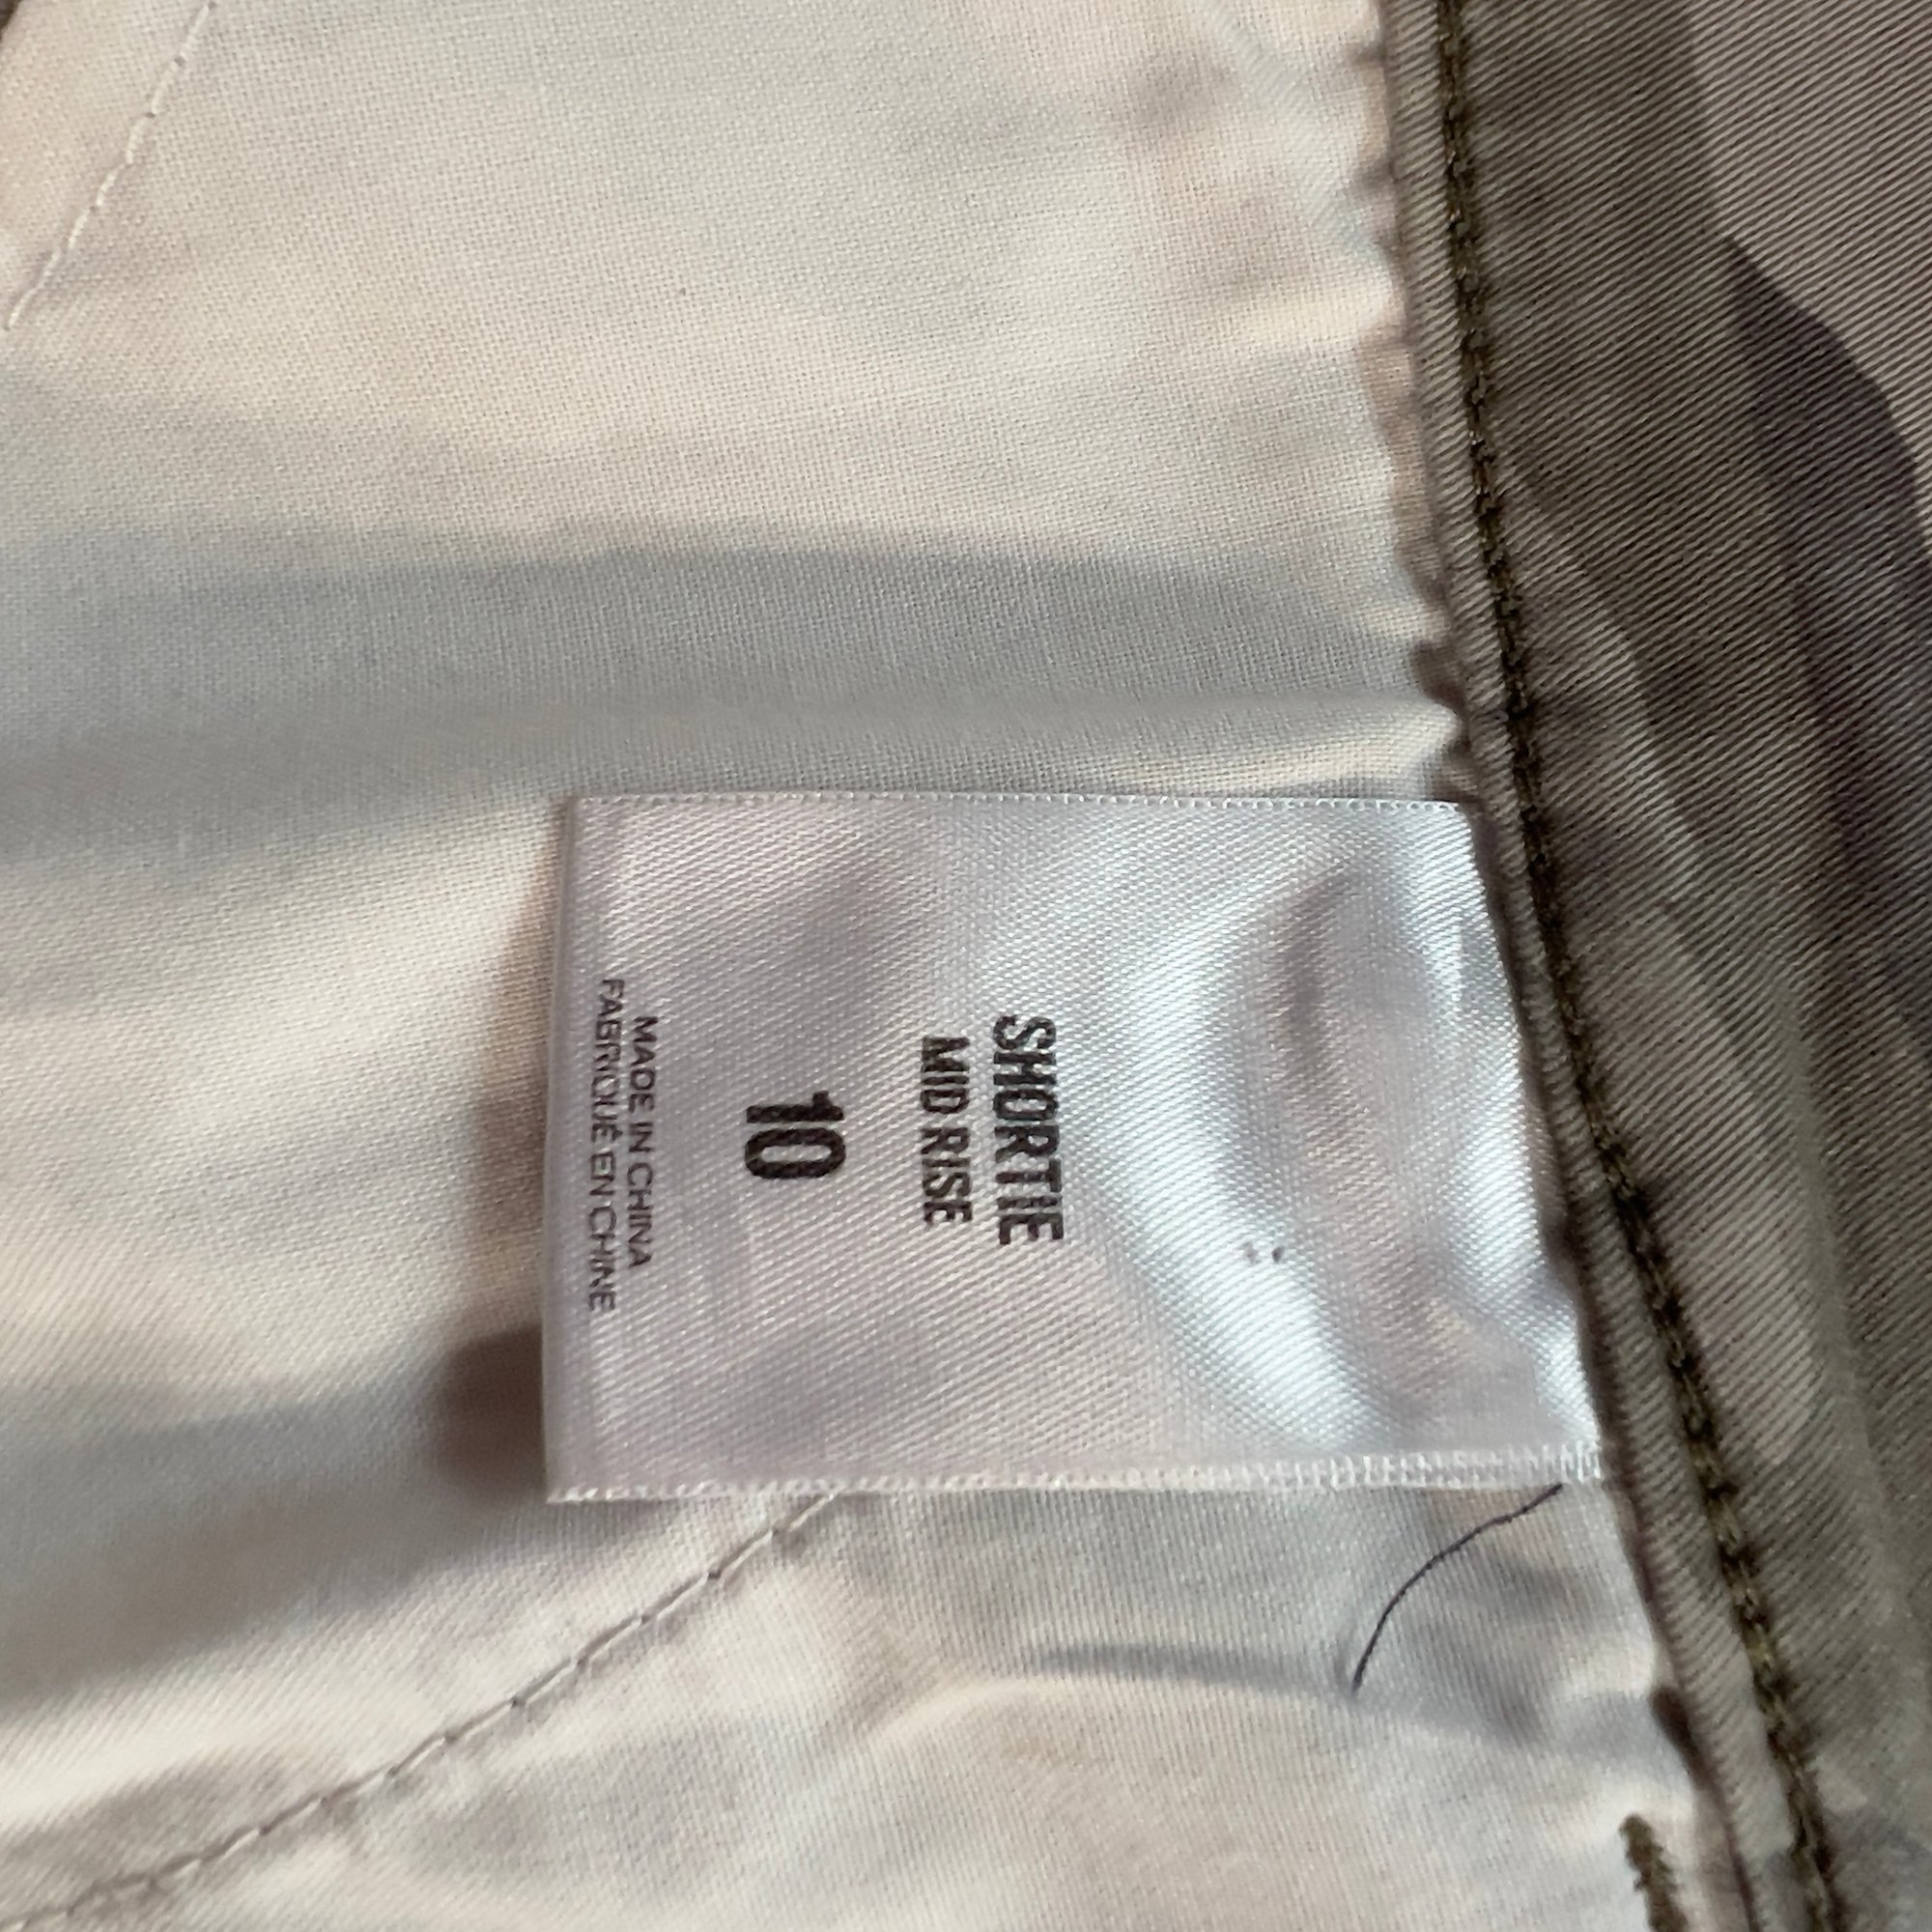 SHORTIE
MID RISE
10
MADE IN CHINA
FABRIQUÉ EN CHINE